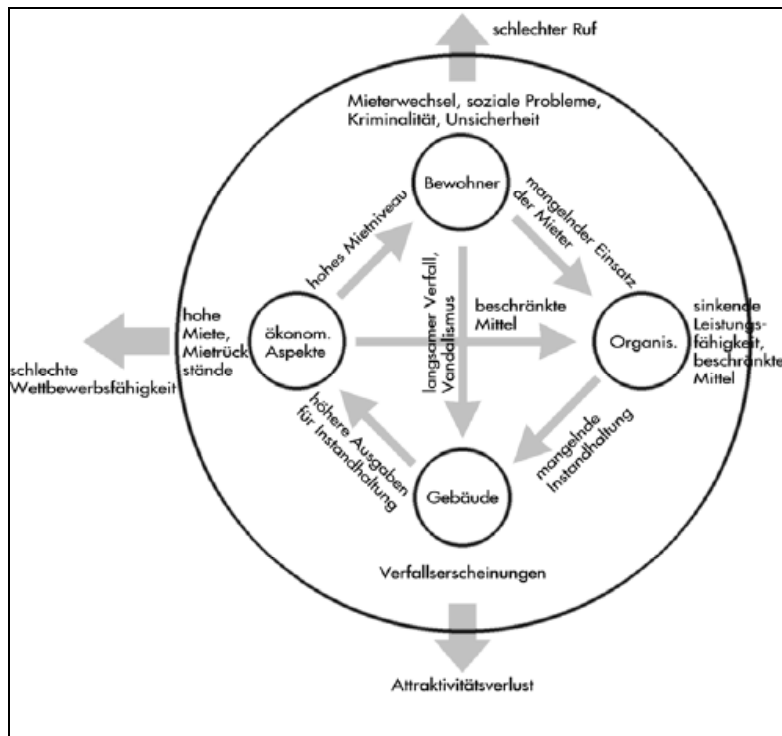 schlechter Ruf
Mieterwechsel, soziale Probleme,
Kriminalität, Unsicherheit
Bewohner
hohes Mietniveau
mangelnder Einsatz
der Mieter
langsamer Verfall,
Vandalismus
beschränkte
Mittel
hohe
Miete,
Mietrück
stände
ökonom.
Aspekte
Organis.
sinkende
Leistungs-
fähigkeit,
beschränkte
Mittel
schlechte
Wettbewerbsfähigkeit
höhere Ausgaben
für Instandhaltung
mangelnde
Instandhaltung
Gebäude
Verfallserscheinungen
Attraktivitätsverlust